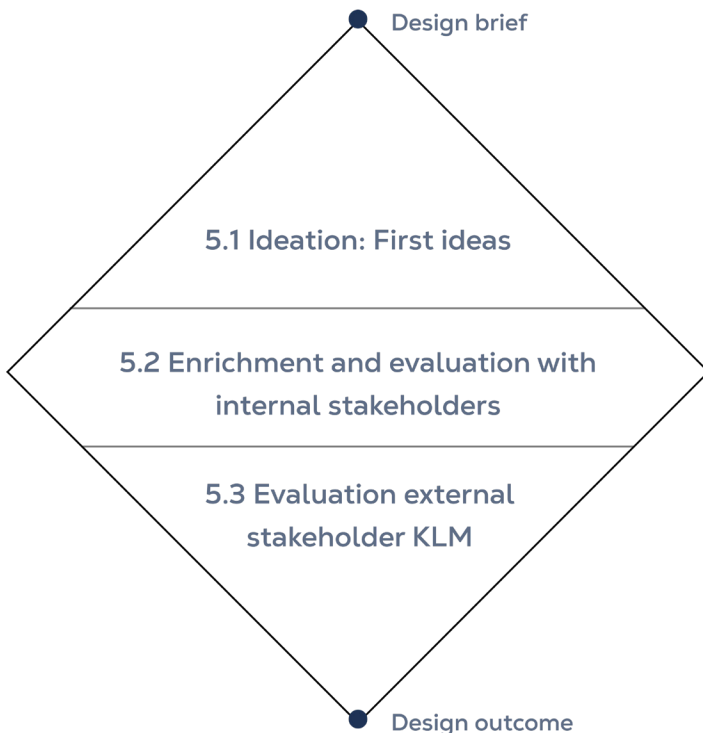 Design brief
5.1 Ideation: First ideas
5.2 Enrichment and evaluation with
internal stakeholders
5.3 Evaluation external
stakeholder KLM
Design outcome